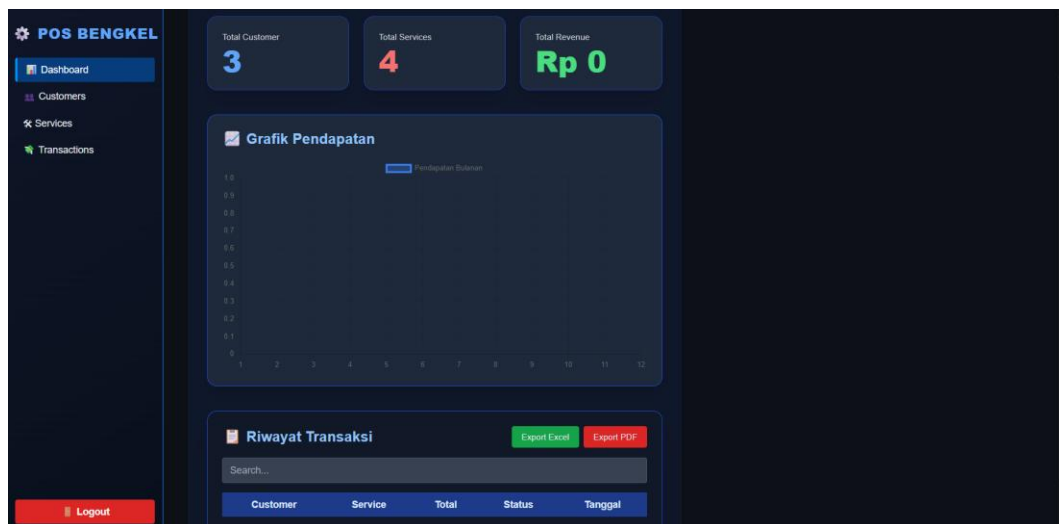 POS BENGKEL
Dashboard
Customers
Services
Transactions
Logout
Total Customer
3
Total Services
4
Total Revenue
Rp 0
Grafik Pendapatan
Pendapatan Bulanan
1.0
0.9
0.8
0.7
0.6
0.5
0.4
0.3
0.2
0.1
0
1 2 3 4 5 6 7 8 9 10 11 12
Riwayat Transaksi
Export Excel Export PDF
Search...
Customer Service Total Status Tanggal